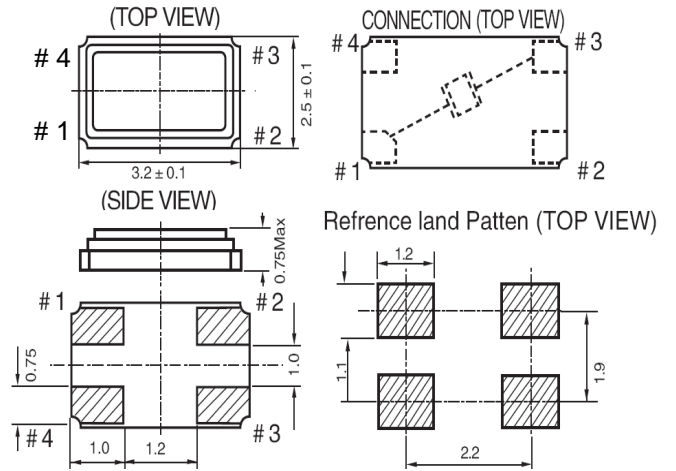 (TOP VIEW)
CONNECTION (TOP VIEW)
# 4
# 3
# 4
# 3
2.5 ± 0.1
# 1
# 2
# 1
# 2
3.2 ± 0.1
(SIDE VIEW)
0.75Max
Refrence land Patten (TOP VIEW)
1.2
# 1
# 2
0.75
1.0
1.1
1.9
# 4
# 3
1.0
1.2
2.2